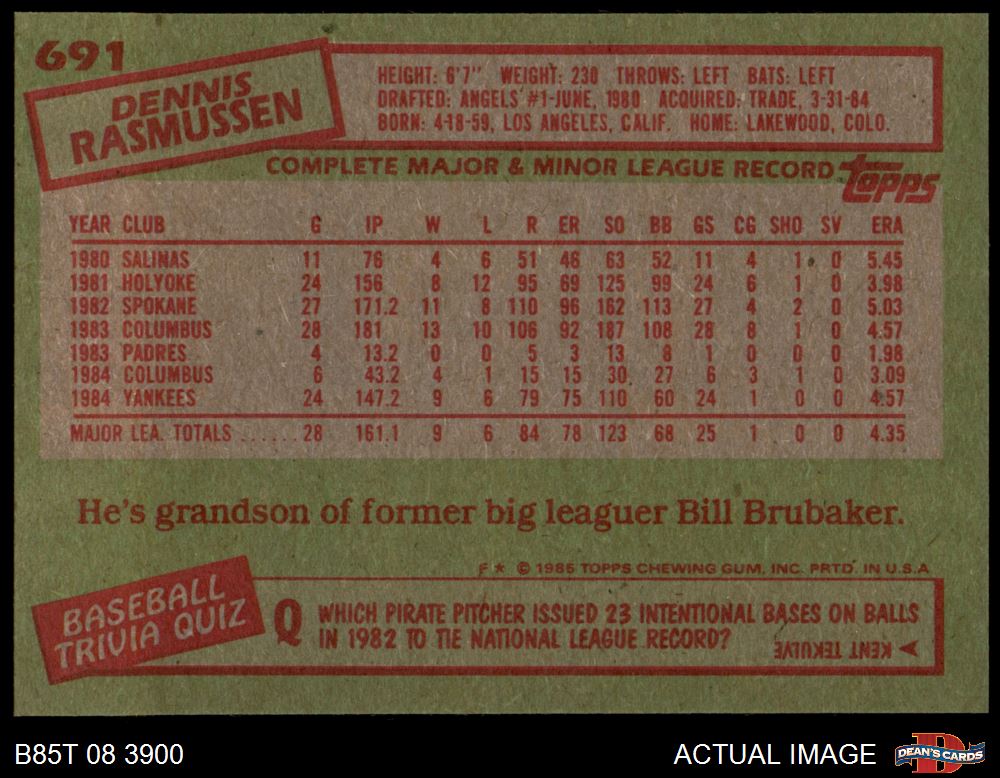 691
DENNIS
RASMUSSEN
HEIGHT: 6'7" WEIGHT: 230 THROWS: LEFT BATS: LEFT
DRAFTED: ANGELS #1-JUNE, 1980 ACQUIRED: TRADE, 3-31-84
BORN: 4-18-59, LOS ANGELES, CALIF. HOME: LAKEWOOD, COLO.
COMPLETE MAJOR & MINOR LEAGUE RECORD topps
YEAR CLUB G IP W L R ER SO BB GS CG SHO SV ERA
1980 SALINAS 11 76 4 6 51 46 63 52 11 4 1 0 5.45
1981 HOLYOKE 24 156 8 12 95 69 125 99 24 6 1 0 3.98
1982 SPOKANE 27 171.2 11 8 110 96 162 113 27 4 2 0 5.03
1983 COLUMBUS 28 181 13 10 106 92 187 108 28 8 1 0 4.57
1983 PADRES 4 13.2 0 0 5 3 13 8 1 0 0 0 1.98
1984 COLUMBUS 6 43.2 4 1 15 15 30 27 6 3 1 0 3.09
1984 YANKEES 24 147.2 9 6 79 75 110 60 24 1 0 0 4.57
MAJOR LEA. TOTALS ...... 28 161.1 9 6 84 78 123 68 25 1 0 0 4.35
He's grandson of former big leaguer Bill Brubaker.
F * © 1985 TOPPS CHEWING GUM, INC. PRTD. IN U.S.A
BASEBALL
TRIVIA QUIZ
Q WHICH PIRATE PITCHER ISSUED 23 INTENTIONAL BASES ON BALLS
IN 1982 TO TIE NATIONAL LEAGUE RECORD?
KENT TEKULVE
B85T 08 3900
ACTUAL IMAGE
D
DEAN'S CARDS